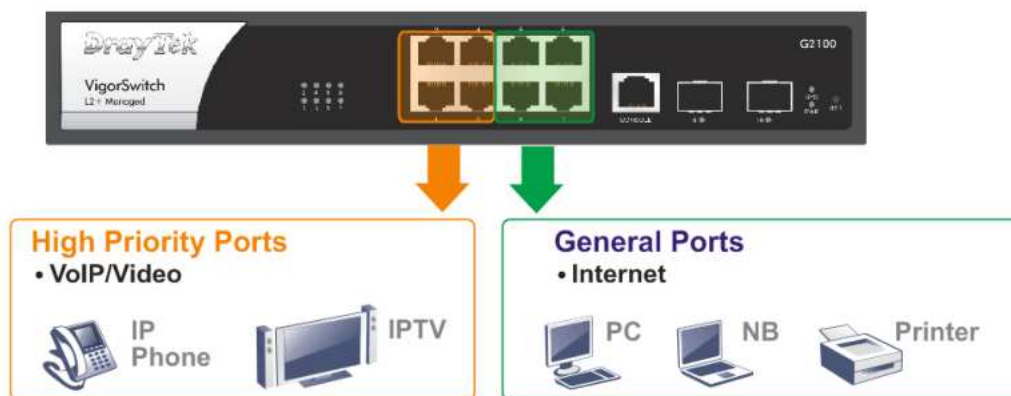 DrayTek
G2100
VigorSwitch
L2+ Managed
CONSOLE
High Priority Ports
• VoIP/Video
IP
Phone
IPTV
General Ports
• Internet
PC
NB
Printer